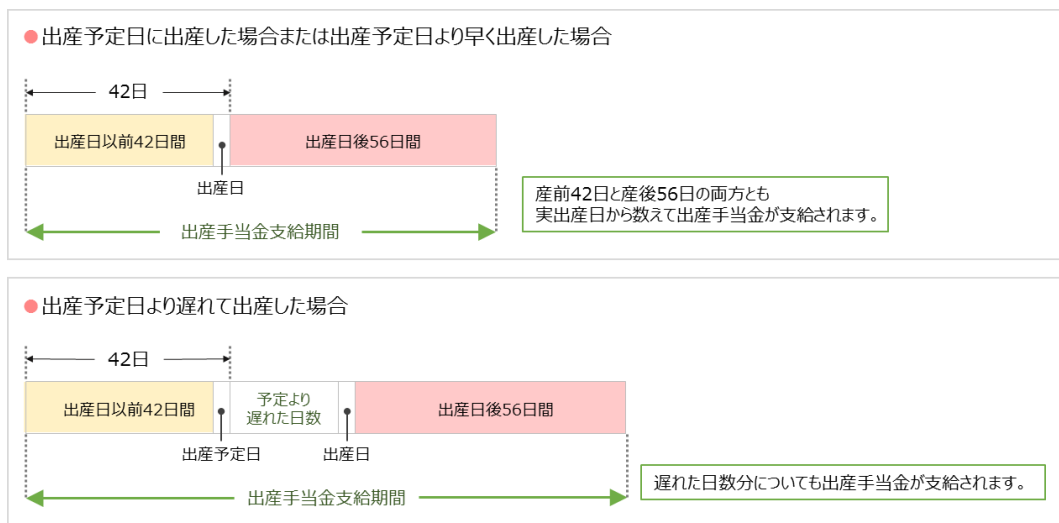 ●出産予定日に出産した場合または出産予定日より早く出産した場合
42日
出産日以前42日間
出産日後56日間
出産日
出産手当金支給期間
産前42日と産後56日の両方とも
実出産日から数えて出産手当金が支給されます。
●出産予定日より遅れて出産した場合
42日
出産日以前42日間
予定より
遅れた日数
出産日後56日間
出産予定日
出産日
出産手当金支給期間
遅れた日数分についても出産手当金が支給されます。